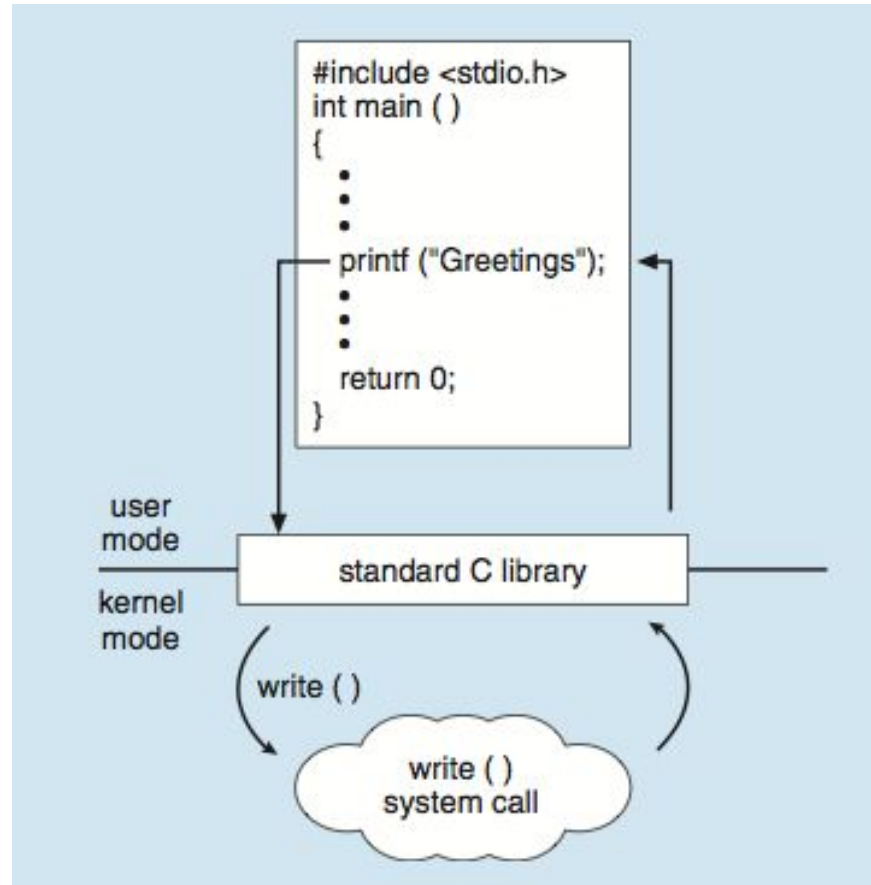 #include <stdio.h>
int main ( )
{
•
•
•
printf ("Greetings");
•
•
•
return 0;
}
user
mode
standard C library
kernel
mode
write ( )
write ( )
system call